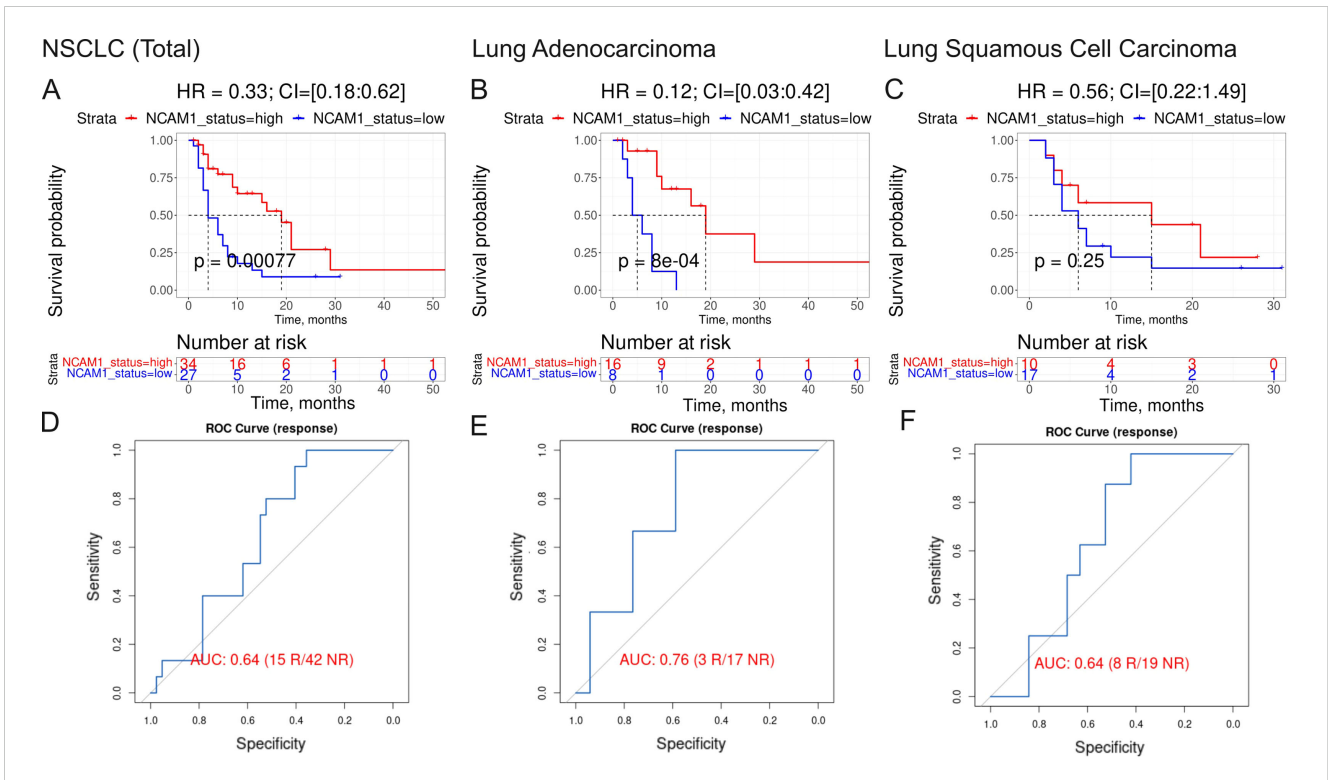 NSCLC (Total)
Lung Adenocarcinoma
Lung Squamous Cell Carcinoma
A
HR = 0.33; CI=[0.18:0.62]
Strata NCAM1_status=high NCAM1_status=low
Survival probability
1.00
0.75
0.50
0.25
0.00
p = 0.00077
0 10 20 30 40 50
Time, months
Number at risk
Strata
NCAM1_status=high 34 16 6 1 1 1
NCAM1_status=low 27 5 2 1 0 0
0 10 20 30 40 50
Time, months
B
HR = 0.12; CI=[0.03:0.42]
Strata NCAM1_status=high NCAM1_status=low
Survival probability
1.00
0.75
0.50
0.25
0.00
p = 8e-04
0 10 20 30 40 50
Time, months
Number at risk
Strata
NCAM1_status=high 16 9 2 1 1 1
NCAM1_status=low 8 1 0 0 0 0
0 10 20 30 40 50
Time, months
C
HR = 0.56; CI=[0.22:1.49]
Strata NCAM1_status=high NCAM1_status=low
Survival probability
1.00
0.75
0.50
0.25
0.00
p = 0.25
0 10 20 30
Time, months
Number at risk
Strata
NCAM1_status=high 10 4 3 0
NCAM1_status=low 17 4 2 1
0 10 20 30
Time, months
D
ROC Curve (response)
Sensitivity
1.0
0.8
0.6
0.4
0.2
0.0
AUC: 0.64 (15 R/42 NR)
1.0 0.8 0.6 0.4 0.2 0.0
Specificity
E
ROC Curve (response)
Sensitivity
1.0
0.8
0.6
0.4
0.2
0.0
AUC: 0.76 (3 R/17 NR)
1.0 0.8 0.6 0.4 0.2 0.0
Specificity
F
ROC Curve (response)
Sensitivity
1.0
0.8
0.6
0.4
0.2
0.0
AUC: 0.64 (8 R/19 NR)
1.0 0.8 0.6 0.4 0.2 0.0
Specificity